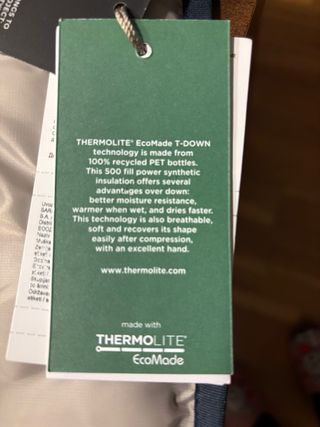 THERMOLITE® EcoMade T-DOWN
technology is made from
100% recycled PET bottles.
This 500 fill power synthetic
insulation offers several
advantages over down:
better moisture resistance,
warmer when wet, and dries faster.
This technology is also breathable,
soft and recovers its shape
easily after compression,
with an excellent hand.
www.thermolite.com
made with
THERMOLITE®
EcoMade